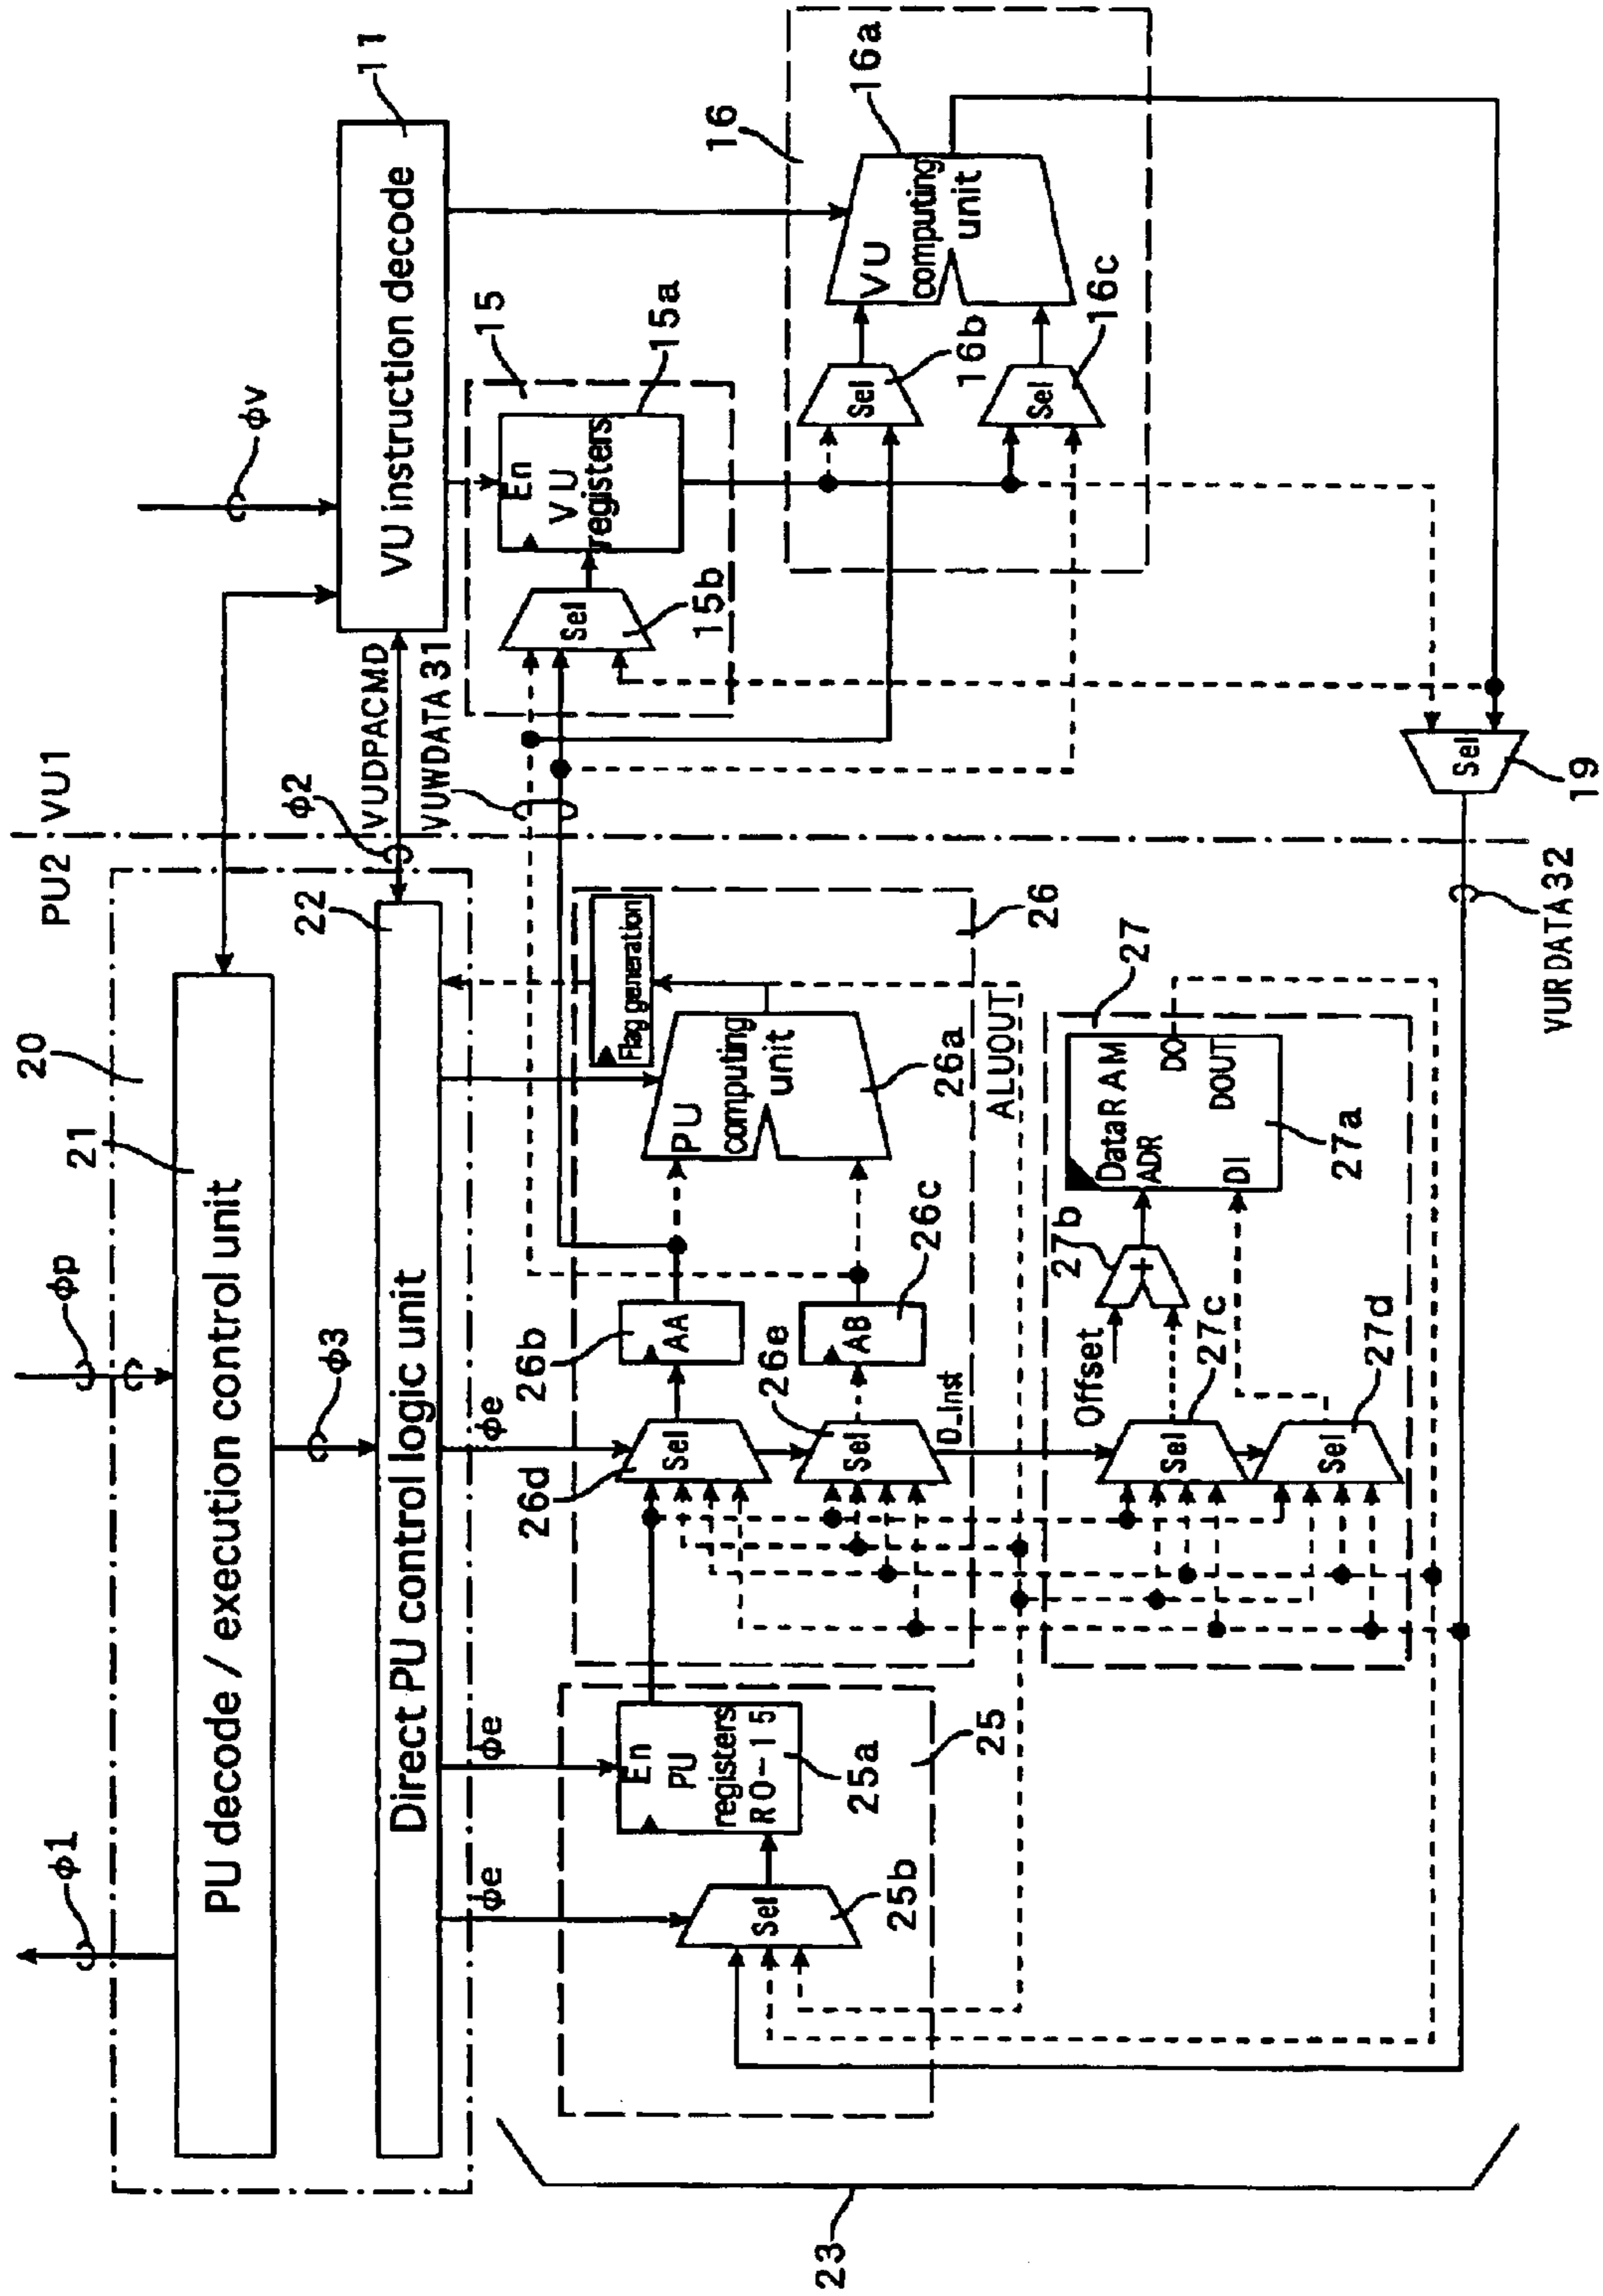 φ1
φp
φv
20
21
PU decode / execution control unit
PU2
VU1
φ3
22
Direct PU control logic unit
φ2
VUDPACMD
VUWDATA 31
11
VU instruction decode
φe
φe
φe
23
25
25a
25b
Sel
En
PU
registers
R0-15
26
26a
26b
26c
26d
26e
Sel
Sel
AA
AB
D_Inst
PU
computing
unit
Flag generation
ALUOUT
27
27a
27b
27c
27d
Offset
+
Sel
Sel
Data RAM
ADR
DO
DOUT
DI
15
15a
15b
Sel
En
VU
registers
16
16a
16b
16c
Sel
Sel
VU
computing
unit
Sel
19
VURDATA 32